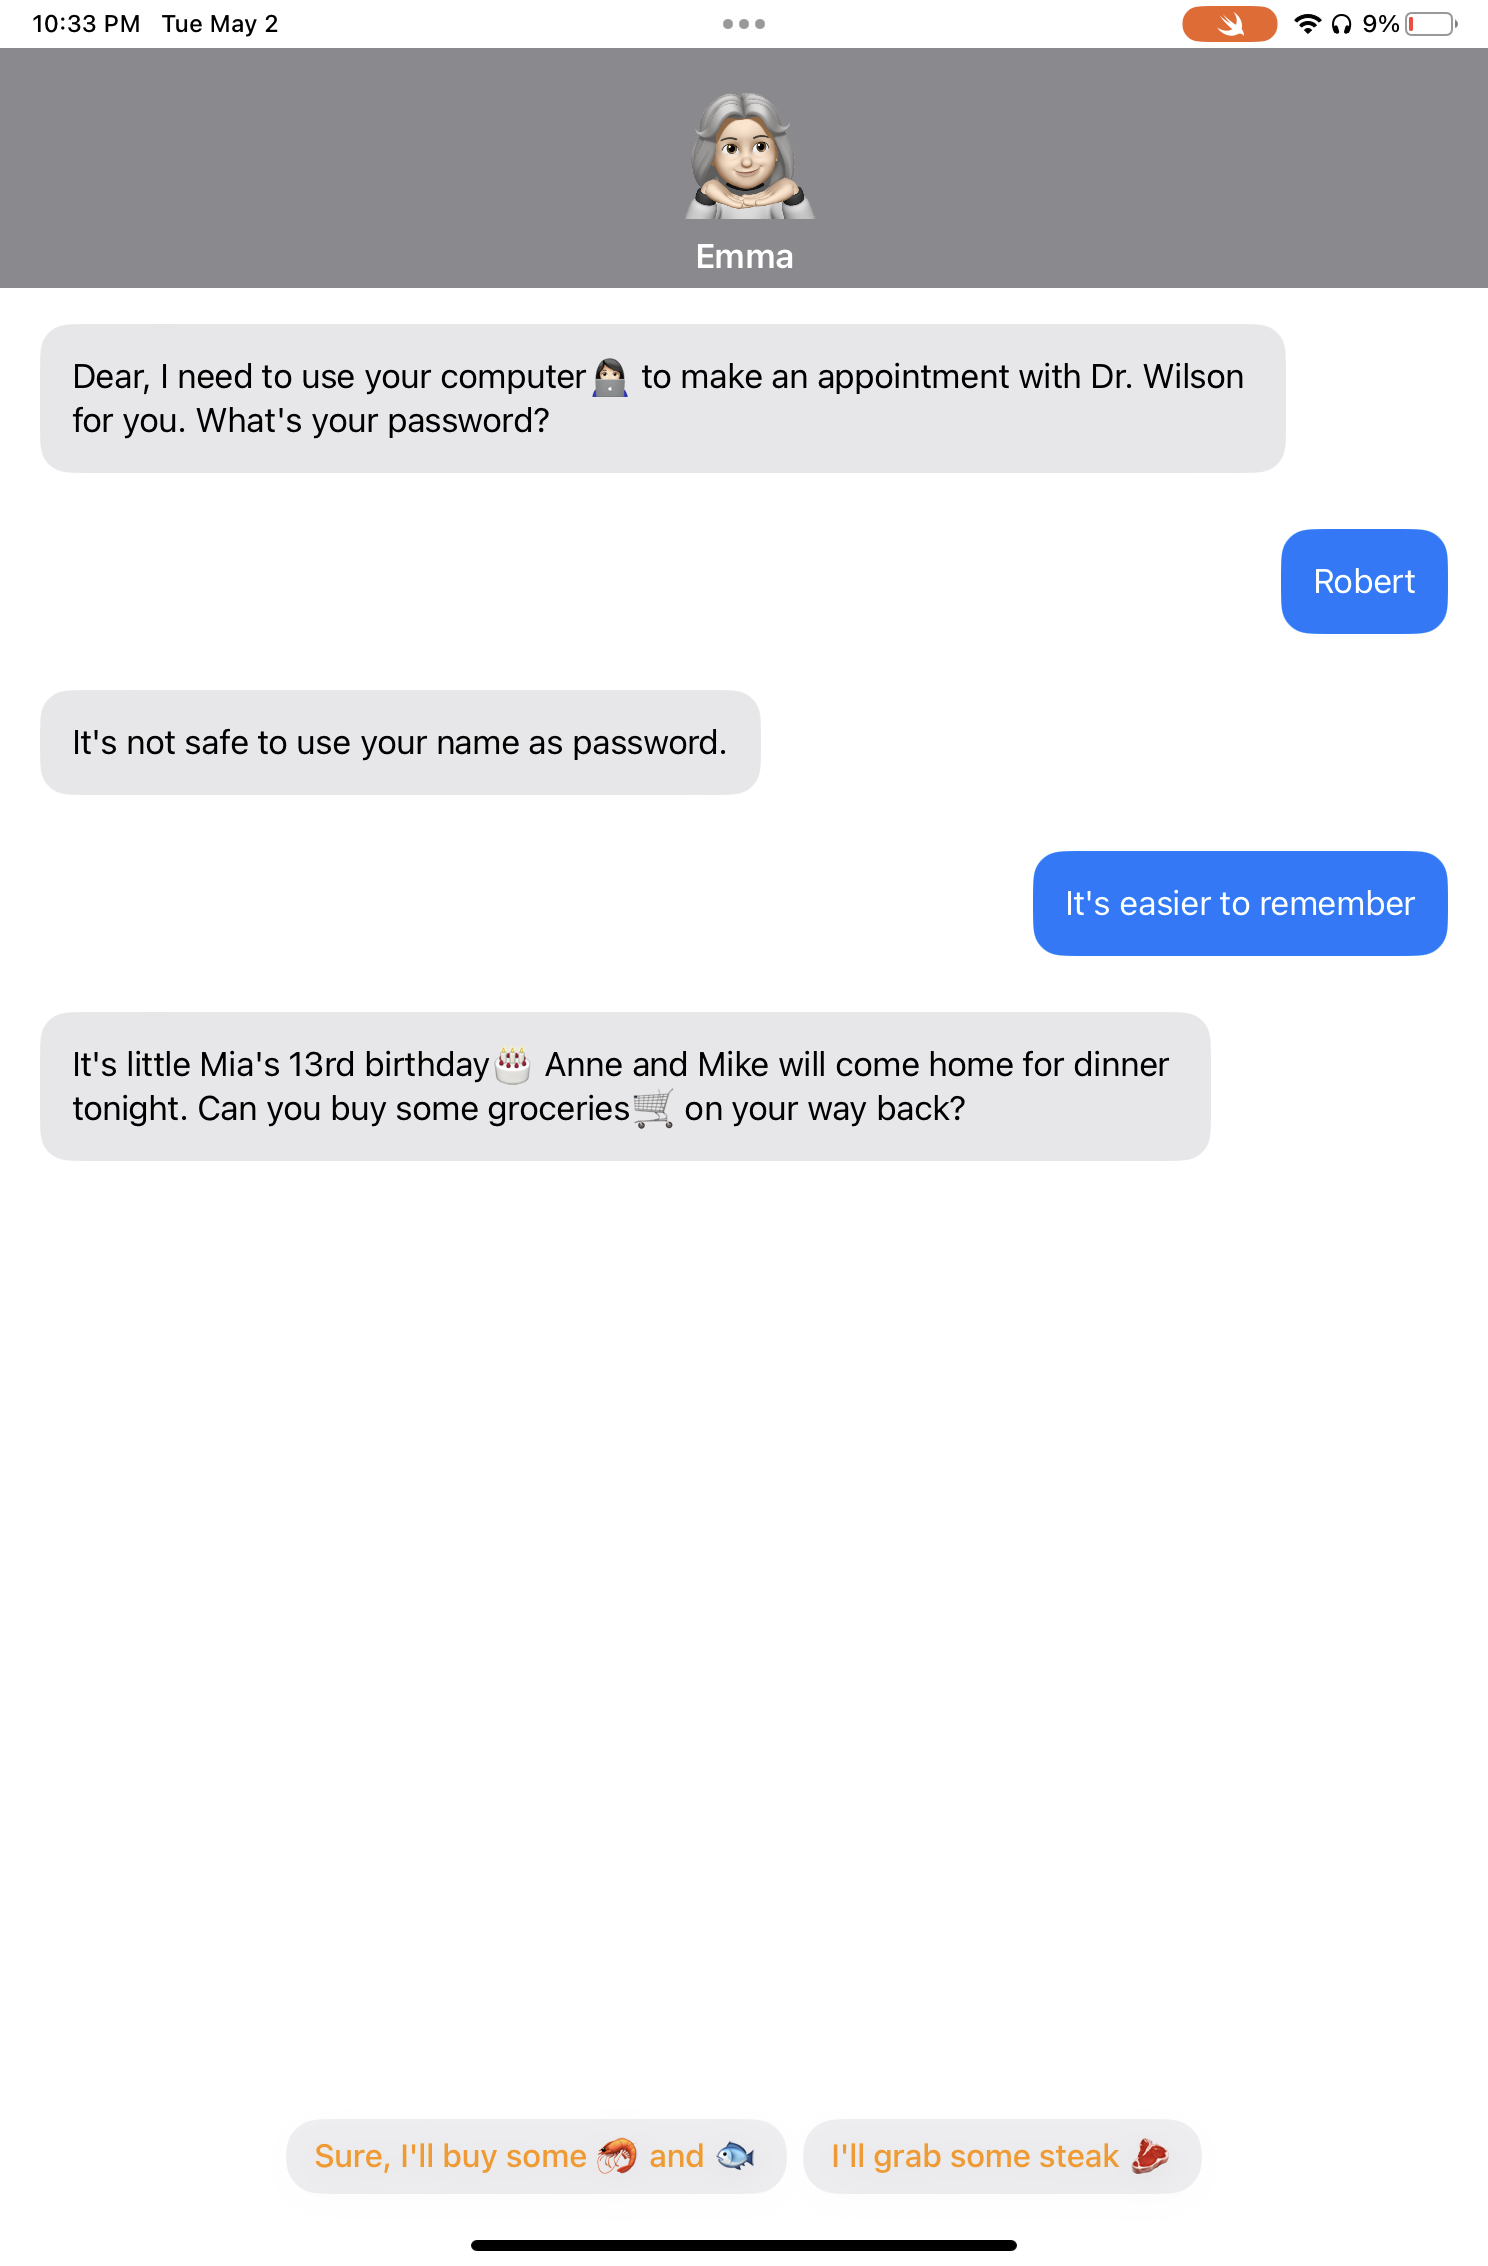 10:33 PM Tue May 2
9%
Emma
Dear, I need to use your computer👩🏻‍💻 to make an appointment with Dr. Wilson
for you. What's your password?
Robert
It's not safe to use your name as password.
It's easier to remember
It's little Mia's 13rd birthday🎂 Anne and Mike will come home for dinner
tonight. Can you buy some groceries🛒 on your way back?
Sure, I'll buy some 🦐 and 🐟
I'll grab some steak 🥩